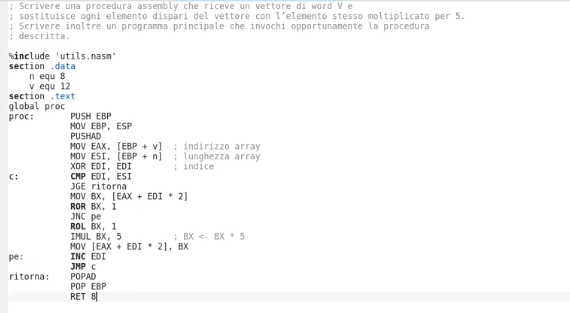 ; Scrivere una procedura assembly che riceve un vettore di word V e
; sostituisce ogni elemento dispari del vettore con l'elemento stesso moltiplicato per 5.
; Scrivere inoltre un programma principale che invochi opportunamente la procedura
; descritta.
%include 'utils.nasm'
section .data
n equ 8
v equ 12
section .text
global proc
proc: PUSH EBP
MOV EBP, ESP
PUSHAD
MOV EAX, [EBP + v] ; indirizzo array
MOV ESI, [EBP + n] ; lunghezza array
XOR EDI, EDI ; indice
c: CMP EDI, ESI
JGE ritorna
MOV BX, [EAX + EDI * 2]
ROR BX, 1
JNC pe
ROL BX, 1
IMUL BX, 5 ; BX <- BX * 5
MOV [EAX + EDI * 2], BX
pe: INC EDI
JMP c
ritorna: POPAD
POP EBP
RET 8